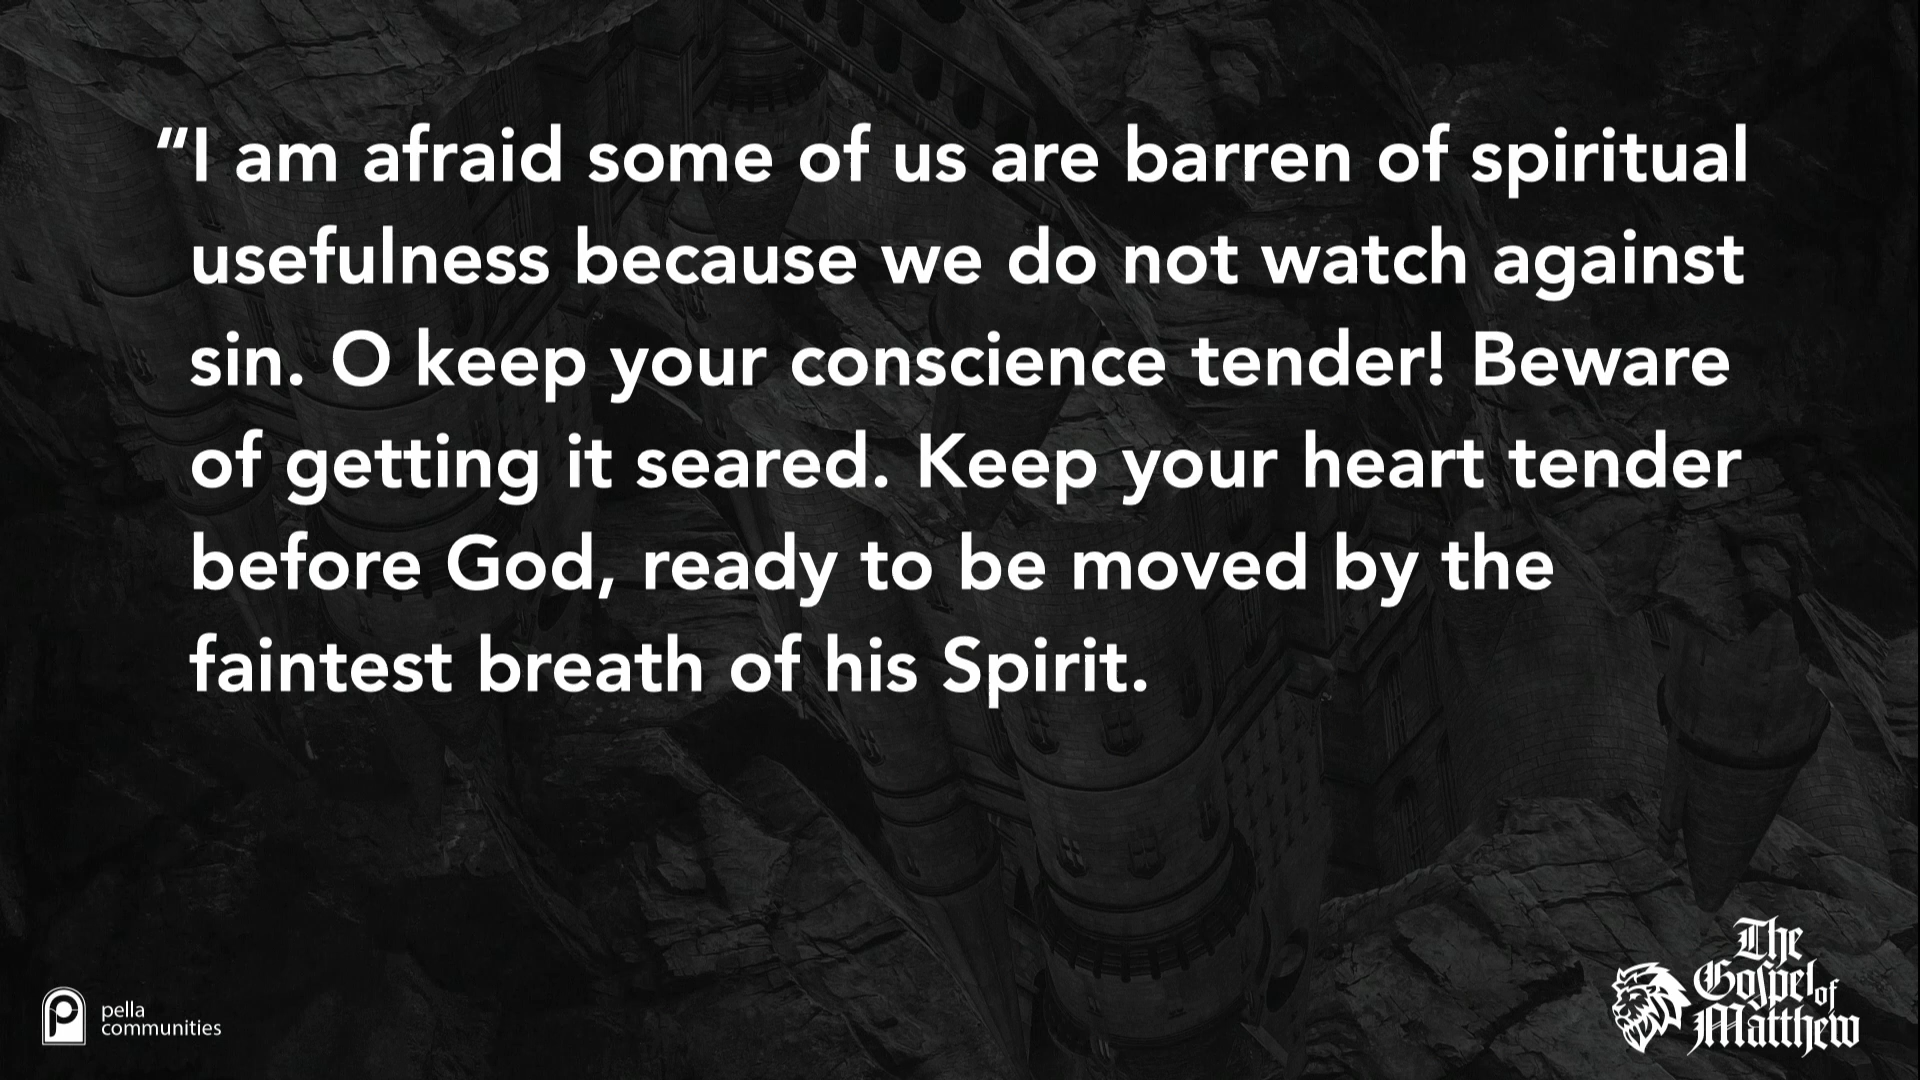 “I am afraid some of us are barren of spiritual
usefulness because we do not watch against
sin. O keep your conscience tender! Beware
of getting it seared. Keep your heart tender
before God, ready to be moved by the
faintest breath of his Spirit.
pella
communities
The
Gospel of
Matthew